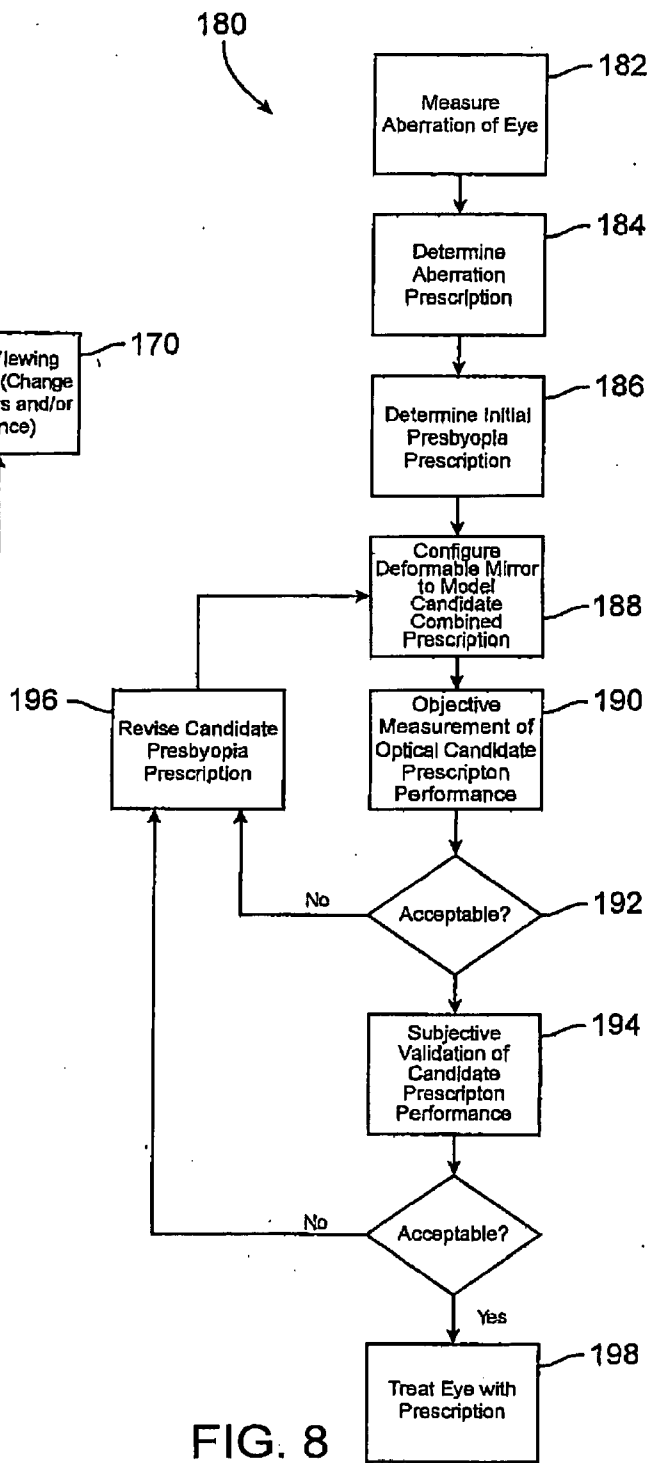 180
182
Measure
Aberration of Eye
184
Determine
Aberration
Prescription
170
iewing
(Change
s and/or
nce)
186
Determine Initial
Presbyopia
Prescription
Configure
Deformable Mirror
to Model
Candidate
Combined
Prescription
188
196
Revise Candidate
Presbyopia
Prescription
190
Objective
Measurement of
Optical Candidate
Prescripton
Performance
No
Acceptable?
192
194
Subjective
Validation of
Candidate
Prescripton
Performance
No
Acceptable?
Yes
198
Treat Eye with
Prescription
FIG. 8